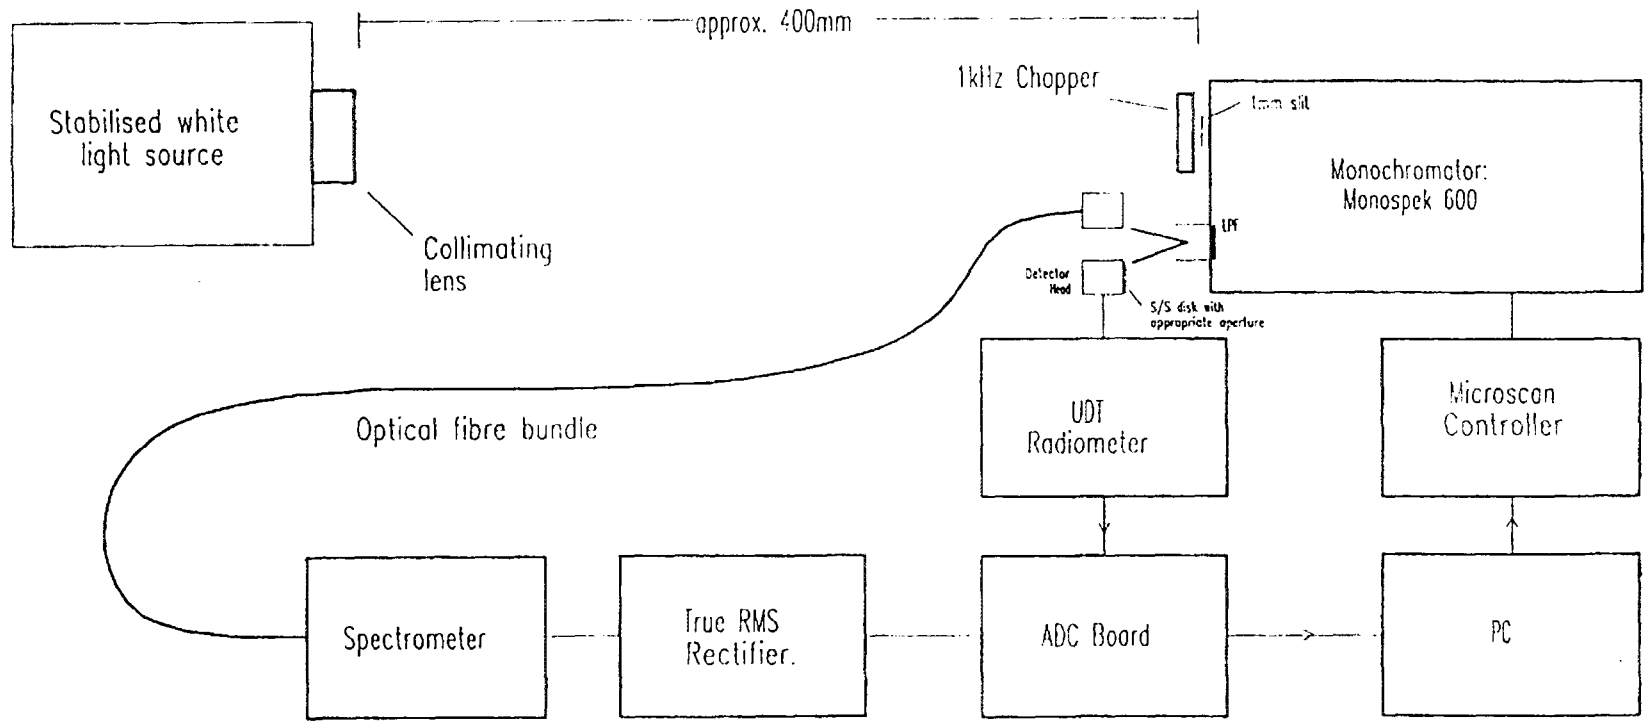 approx. 400mm
1kHz Chopper
1mm slit
Stabilised white
light source
Monochromator:
Monospek 600
LPF
Collimating
lens
Detector
Head
S/S disk with
appropriate aperture
Optical fibre bundle
UDT
Radiometer
Microscan
Controller
Spectrometer
True RMS
Rectifier.
ADC Board
PC